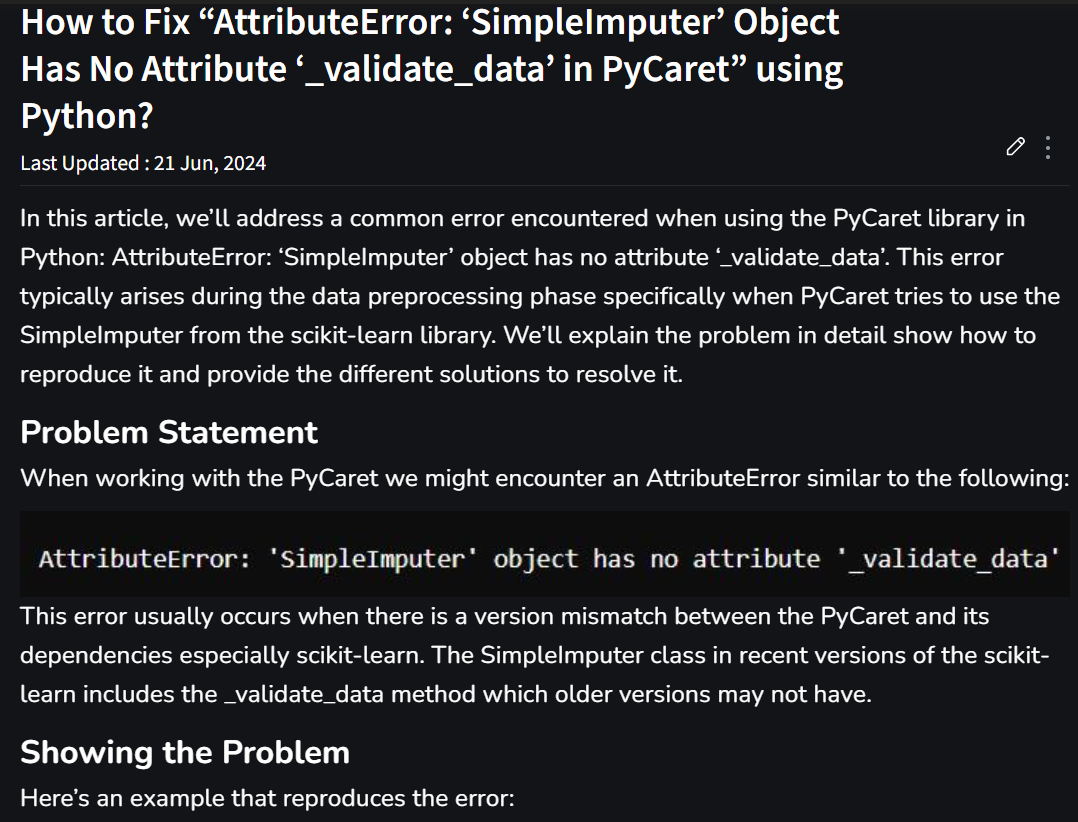 How to Fix “AttributeError: ‘SimpleImputer’ Object
Has No Attribute ‘_validate_data’ in PyCaret” using
Python?
Last Updated : 21 Jun, 2024
In this article, we’ll address a common error encountered when using the PyCaret library in
Python: AttributeError: ‘SimpleImputer’ object has no attribute ‘_validate_data’. This error
typically arises during the data preprocessing phase specifically when PyCaret tries to use the
SimpleImputer from the scikit-learn library. We’ll explain the problem in detail show how to
reproduce it and provide the different solutions to resolve it.
Problem Statement
When working with the PyCaret we might encounter an AttributeError similar to the following:
AttributeError: 'SimpleImputer' object has no attribute '_validate_data'
This error usually occurs when there is a version mismatch between the PyCaret and its
dependencies especially scikit-learn. The SimpleImputer class in recent versions of the scikit-
learn includes the _validate_data method which older versions may not have.
Showing the Problem
Here’s an example that reproduces the error: